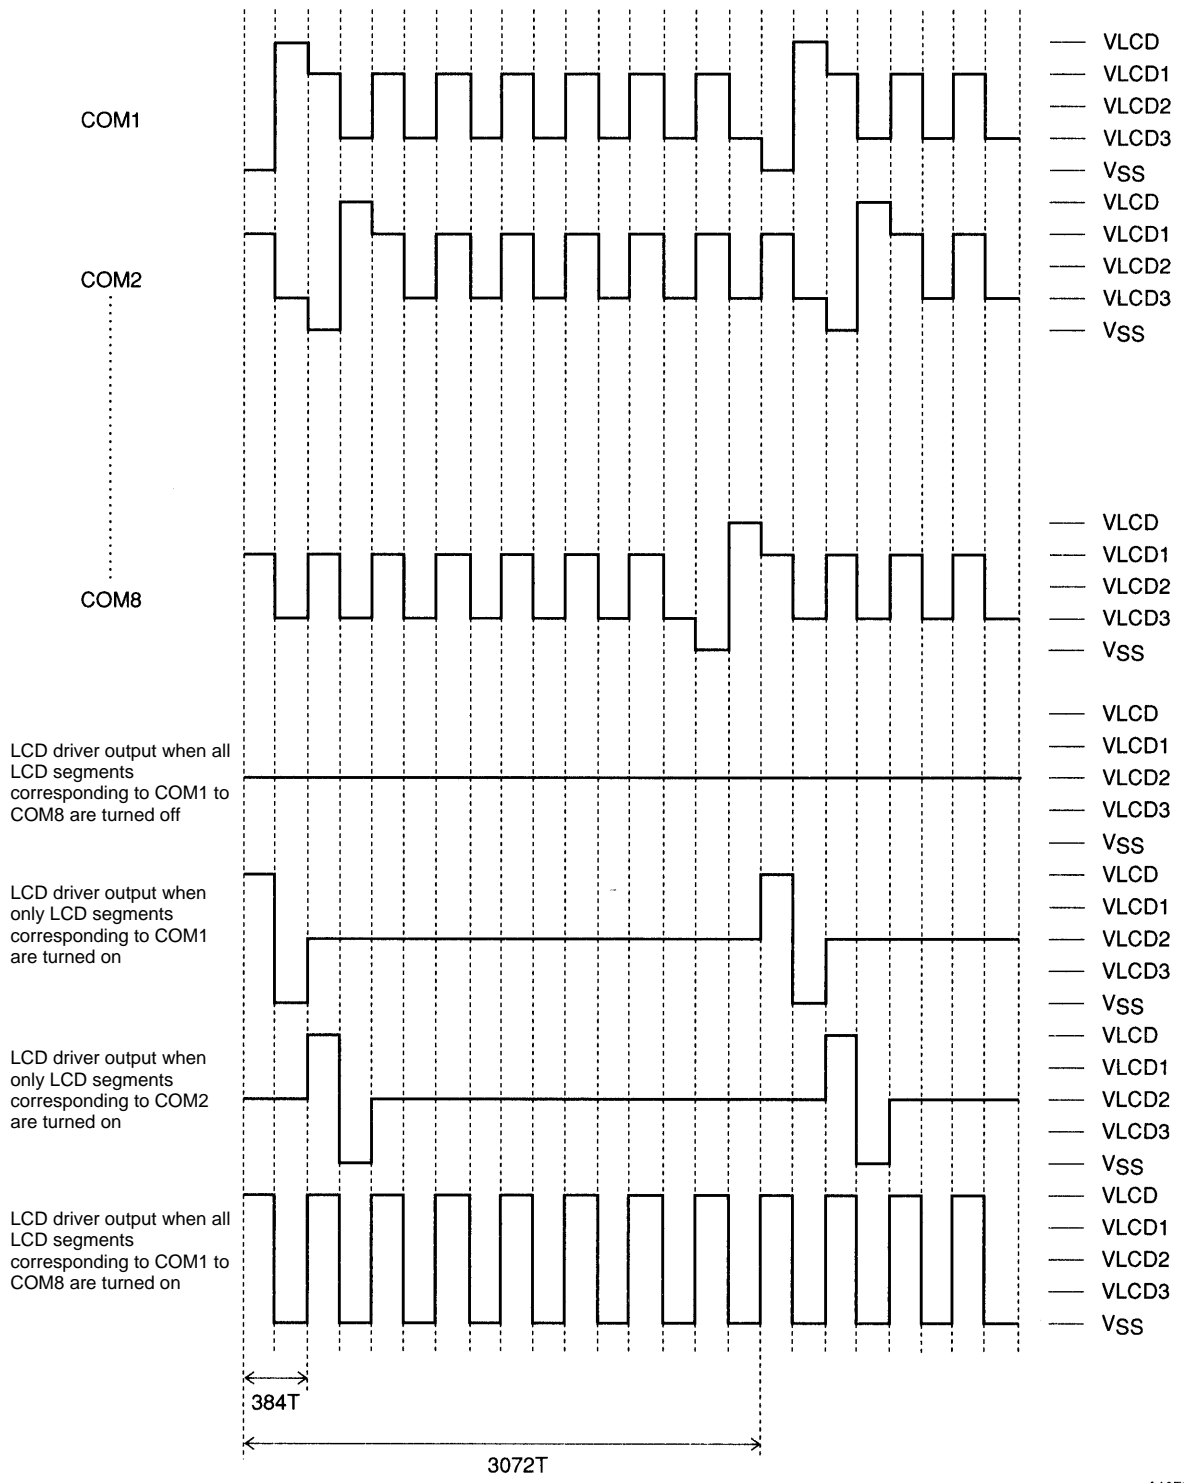 COM1
VLCD
VLCD1
VLCD2
VLCD3
VSS
COM2
VLCD
VLCD1
VLCD2
VLCD3
VSS
COM8
VLCD
VLCD1
VLCD2
VLCD3
VSS
LCD driver output when all
LCD segments
corresponding to COM1 to
COM8 are turned off
VLCD
VLCD1
VLCD2
VLCD3
VSS
LCD driver output when
only LCD segments
corresponding to COM1
are turned on
VLCD
VLCD1
VLCD2
VLCD3
VSS
LCD driver output when
only LCD segments
corresponding to COM2
are turned on
VLCD
VLCD1
VLCD2
VLCD3
VSS
LCD driver output when all
LCD segments
corresponding to COM1 to
COM8 are turned on
VLCD
VLCD1
VLCD2
VLCD3
VSS
384T
3072T